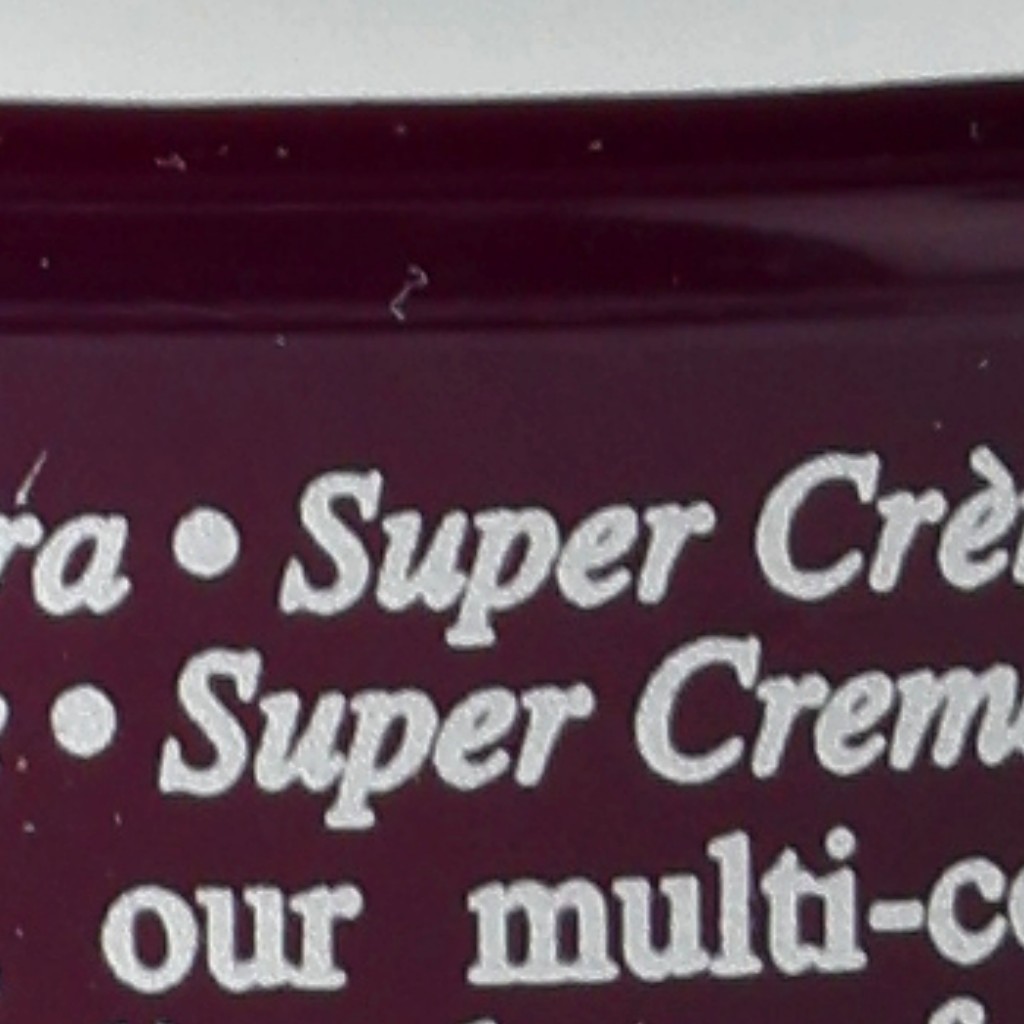 ra • Super Crè
• Super Crem
our multi-c